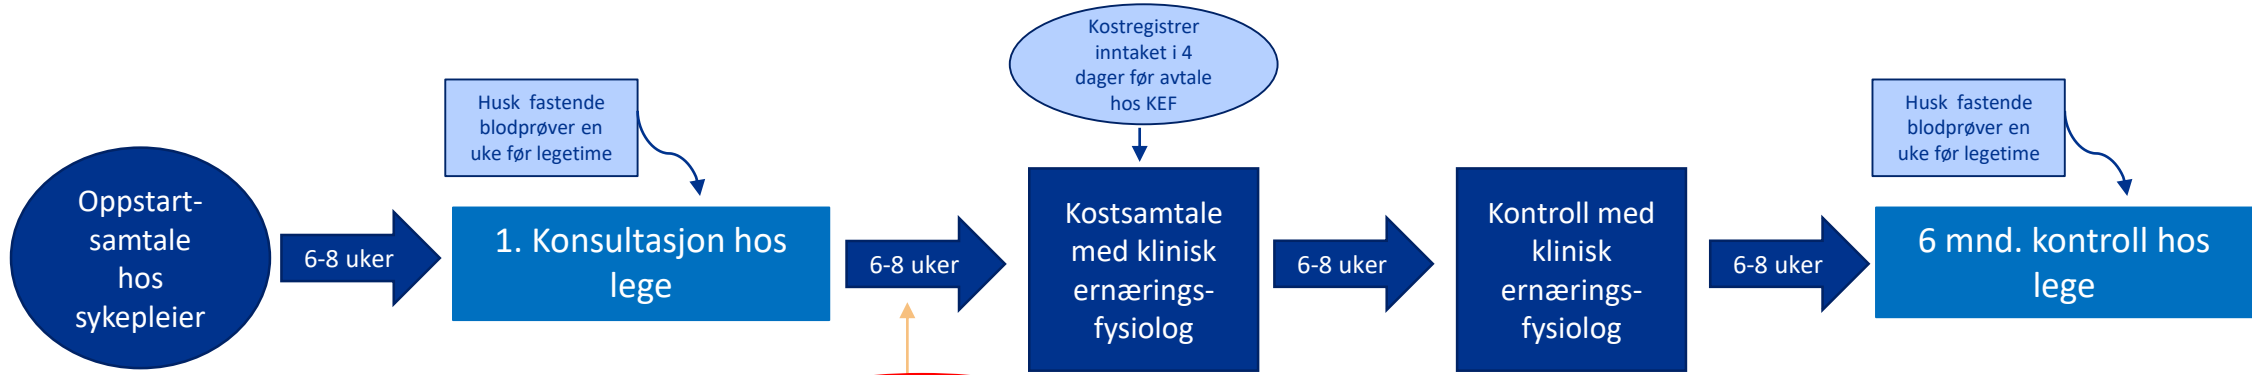 Oppstart-
samtale
hos
sykepleier
6-8 uker
Husk fastende
blodprøver en
uke før legetime
1. Konsultasjon hos
lege
6-8 uker
Kostregistrer
inntaket i 4
dager før avtale
hos KEF
Kostsamtale
med klinisk
ernærings-
fysiolog
6-8 uker
Kontroll med
klinisk
ernærings-
fysiolog
6-8 uker
Husk fastende
blodprøver en
uke før legetime
6 mnd. kontroll hos
lege